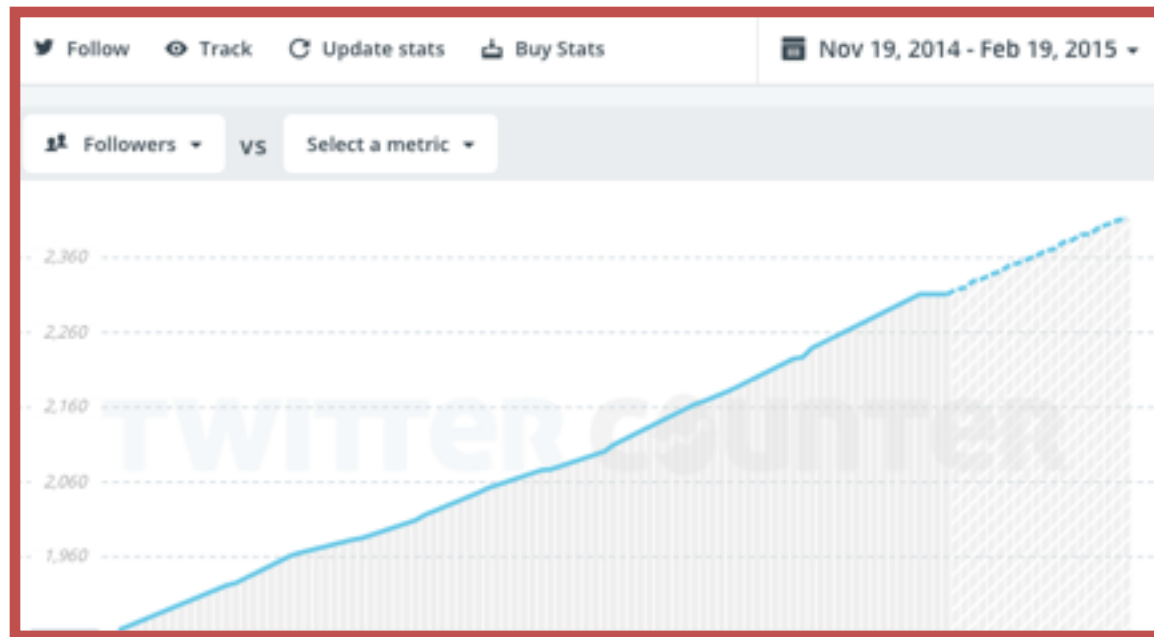 Follow Track Update stats Buy Stats Nov 19, 2014 - Feb 19, 2015
Followers vs Select a metric
2,360
2,260
2,160
TWITTER COUNTER
2,060
1,960